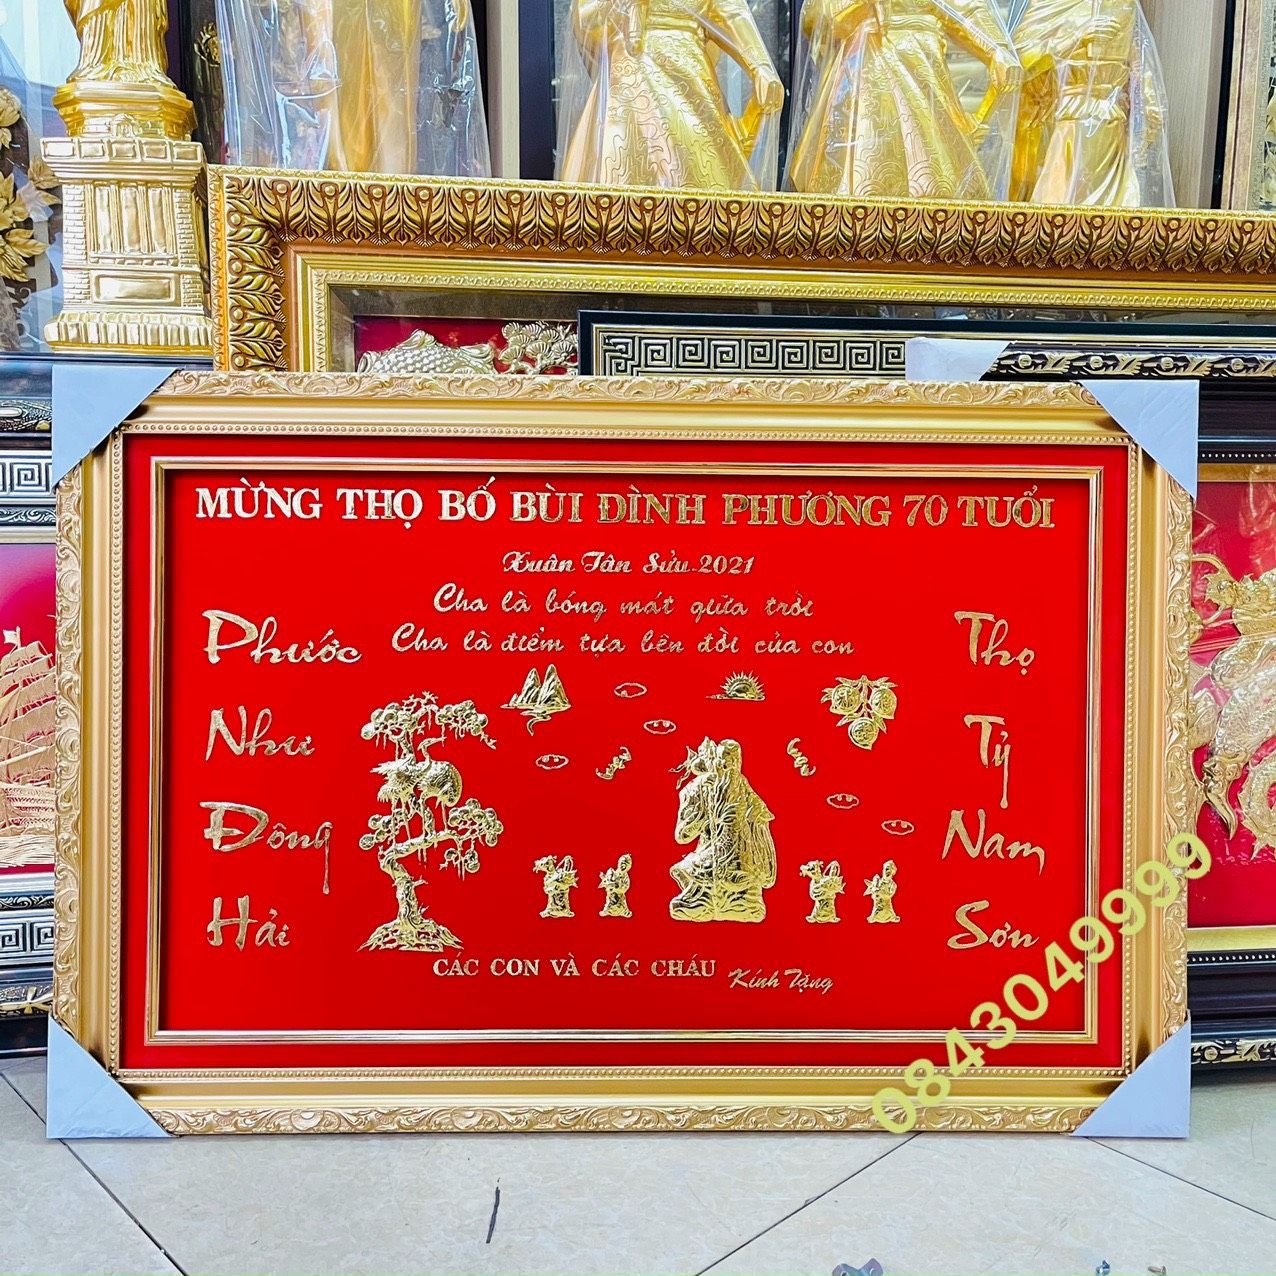 MỪNG THỌ BỐ BÙI ĐÌNH PHƯƠNG 70 TUỔI
Xuân Tân Sửu-2021
Cha là bóng mát giữa trời
Cha là điểm tựa bên đời của con
Phước
Như
Đông
Hải
Thọ
Tỷ
Nam
Sơn
CÁC CON VÀ CÁC CHÁU
Kính Tặng
0843049999